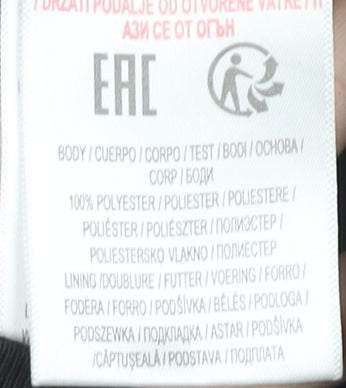 DRZATI PODALJE OD OTVORENE VATRE / П
АЗИ СЕ ОТ ОГЪН
EAC
BODY / CUERPO / CORPO / TEST / BODI / ОСНОВА /
CORP / БОДИ
100% POLYESTER / POLIESTER / POLIESTERE /
POLIÉSTER / POLIÉSZTER / ПОЛИЭСТЕР /
POLIESTERSKO VLAKNO / ПОЛИЕСТЕР
LINING /DOUBLURE / FUTTER / VOERING / FORRO /
FODERA / FORRO / PODŠÍVKA / BÉLÉS / PODLOGA /
PODSZEWKA / ПОДКЛАДКА / ASTAR / PODŠÍVKA
/CĂPTUȘEALĂ / PODSTAVA / ПОДПЛАТА